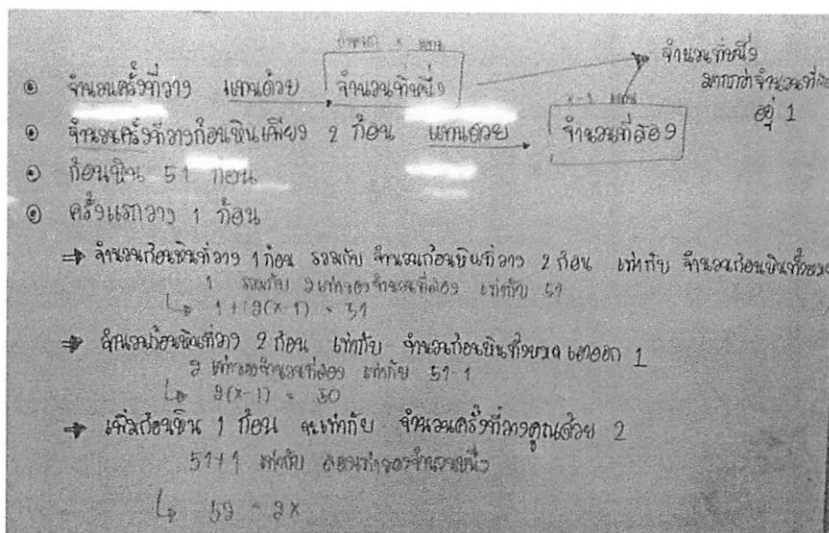 จำนวนทีหนึ่ง
◉ จำนวนครั้งที่วาง แทนด้วย จำนวนที่หนึ่ง มากกว่าจำนวนที่สอง
x-1 แทน อยู่ 1
◉ จำนวนครั้งที่วางก้อนหินเพียง 2 ก้อน แทนด้วย จำนวนที่สอง
◉ ก้อนหิน 51 ก้อน
◉ ครั้งแรกวาง 1 ก้อน
⇒ จำนวนก้อนหินที่วาง 1 ก้อน รวมกับ จำนวนก้อนหินที่วาง 2 ก้อน เท่ากับ จำนวนก้อนหินทั้งหมด
1 รวมกับ 2 เท่าของจำนวนที่สอง เท่ากับ 51
↳ 1 + 2(x-1) = 51
⇒ จำนวนก้อนหินที่วาง 2 ก้อน เท่ากับ จำนวนก้อนหินทั้งหมด เอาออก 1
2 เท่าของจำนวนที่สอง เท่ากับ 51-1
↳ 2(x-1) = 50
⇒ เพิ่มก้อนหิน 1 ก้อน จะเท่ากับ จำนวนครั้งที่วางคูณด้วย 2
51+1 เท่ากับ สองเท่าของจำนวนหนึ่ง
↳ 52 = 2x